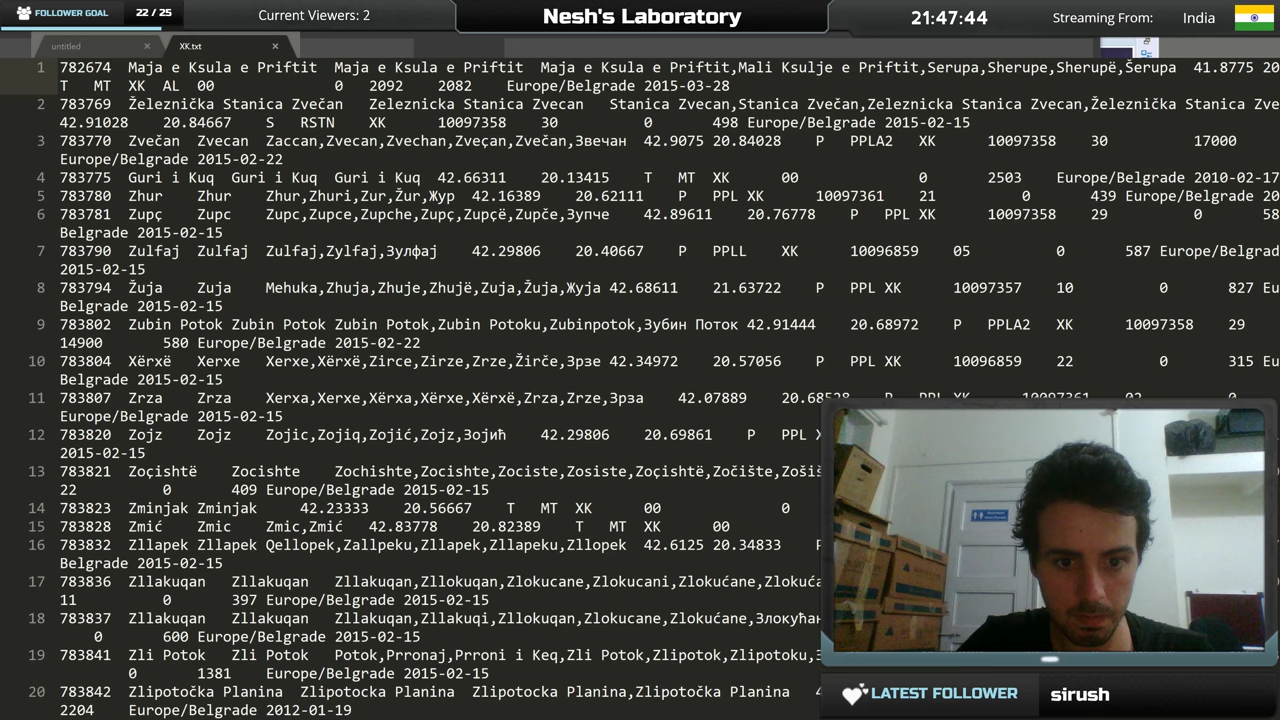 FOLLOWER GOAL 22 / 25 Current Viewers: 2 Nesh's Laboratory 21:47:44 Streaming From: India
untitled × XK.txt ×
1 782674 Maja e Ksula e Priftit Maja e Ksula e Priftit Maja e Ksula e Priftit,Mali Ksulje e Priftit,Serupa,Sherupe,Sherupë,Šerupa 41.8775 20
T MT XK AL 00 0 2092 2082 Europe/Belgrade 2015-03-28
2 783769 Železnička Stanica Zvečan Zeleznicka Stanica Zvecan Stanica Zvecan,Stanica Zvečan,Zeleznicka Stanica Zvecan,Železnička Stanica Zve
42.91028 20.84667 S RSTN XK 10097358 30 0 498 Europe/Belgrade 2015-02-15
3 783770 Zvečan Zvecan Zaccan,Zvecan,Zvechan,Zveçan,Zvečan,Звечан 42.9075 20.84028 P PPLA2 XK 10097358 30 17000
Europe/Belgrade 2015-02-22
4 783775 Guri i Kuq Guri i Kuq Guri i Kuq 42.66311 20.13415 T MT XK 00 0 2503 Europe/Belgrade 2010-02-17
5 783780 Zhur Zhur Zhur,Zhuri,Zur,Žur,Жур 42.16389 20.62111 P PPL XK 10097361 21 0 439 Europe/Belgrade 20
6 783781 Zupç Zupc Zupc,Zupce,Zupche,Zupç,Zupçë,Zupče,Зупче 42.89611 20.76778 P PPL XK 10097358 29 0 58
Belgrade 2015-02-15
7 783790 Zulfaj Zulfaj Zulfaj,Zylfaj,Зулфај 42.29806 20.40667 P PPLL XK 10096859 05 0 587 Europe/Belgrad
2015-02-15
8 783794 Žuja Zuja Mehuka,Zhuja,Zhuje,Zhujë,Zuja,Žuja,Жуја 42.68611 21.63722 P PPL XK 10097357 10 0 827 Eu
Belgrade 2015-02-15
9 783802 Zubin Potok Zubin Potok Zubin Potok,Zubin Potoku,Zubinpotok,Зубин Поток 42.91444 20.68972 P PPLA2 XK 10097358 29
14900 580 Europe/Belgrade 2015-02-22
10 783804 Xërxë Xerxe Xerxe,Xërxë,Zirce,Zirze,Zrze,Žirče,Зрзе 42.34972 20.57056 P PPL XK 10096859 22 0 315 Eu
Belgrade 2015-02-15
11 783807 Zrza Zrza Xerxa,Xerxe,Xërxa,Xërxe,Xërxë,Zrza,Zrze,Зрза 42.07889 20.68528 P PPL XK 10097361 02 0
Europe/Belgrade 2015-02-15
12 783820 Zojz Zojz Zojic,Zojiq,Zojić,Zojz,Зојић 42.29806 20.69861 P PPL X
2015-02-15
13 783821 Zoçishtë Zocishte Zochishte,Zocishte,Zociste,Zosiste,Zoçishtë,Zočište,Zoši
22 0 409 Europe/Belgrade 2015-02-15
14 783823 Zminjak Zminjak 42.23333 20.56667 T MT XK 00 0
15 783828 Zmić Zmic Zmic,Zmić 42.83778 20.82389 T MT XK 00
16 783832 Zllapek Zllapek Qellopek,Zallpeku,Zllapek,Zllapeku,Zllopek 42.6125 20.34833
Belgrade 2015-02-15
17 783836 Zllakuqan Zllakuqan Zllakuqan,Zllokuqan,Zlokucane,Zlokucani,Zlokućane,Zlokuća
11 0 397 Europe/Belgrade 2015-02-15
18 783837 Zllakuqan Zllakuqan Zllakuqan,Zllakuqi,Zllokuqan,Zlokucane,Zlokućane,Злокућан
0 600 Europe/Belgrade 2015-02-15
19 783841 Zli Potok Zli Potok Potok,Prronaj,Prroni i Keq,Zli Potok,Zlipotok,Zlipotoku,З
0 1381 Europe/Belgrade 2015-02-15
20 783842 Zlipotočka Planina Zlipotocka Planina Zlipotocka Planina,Zlipotočka Planina 4
2204 Europe/Belgrade 2012-01-19
LATEST FOLLOWER sirush